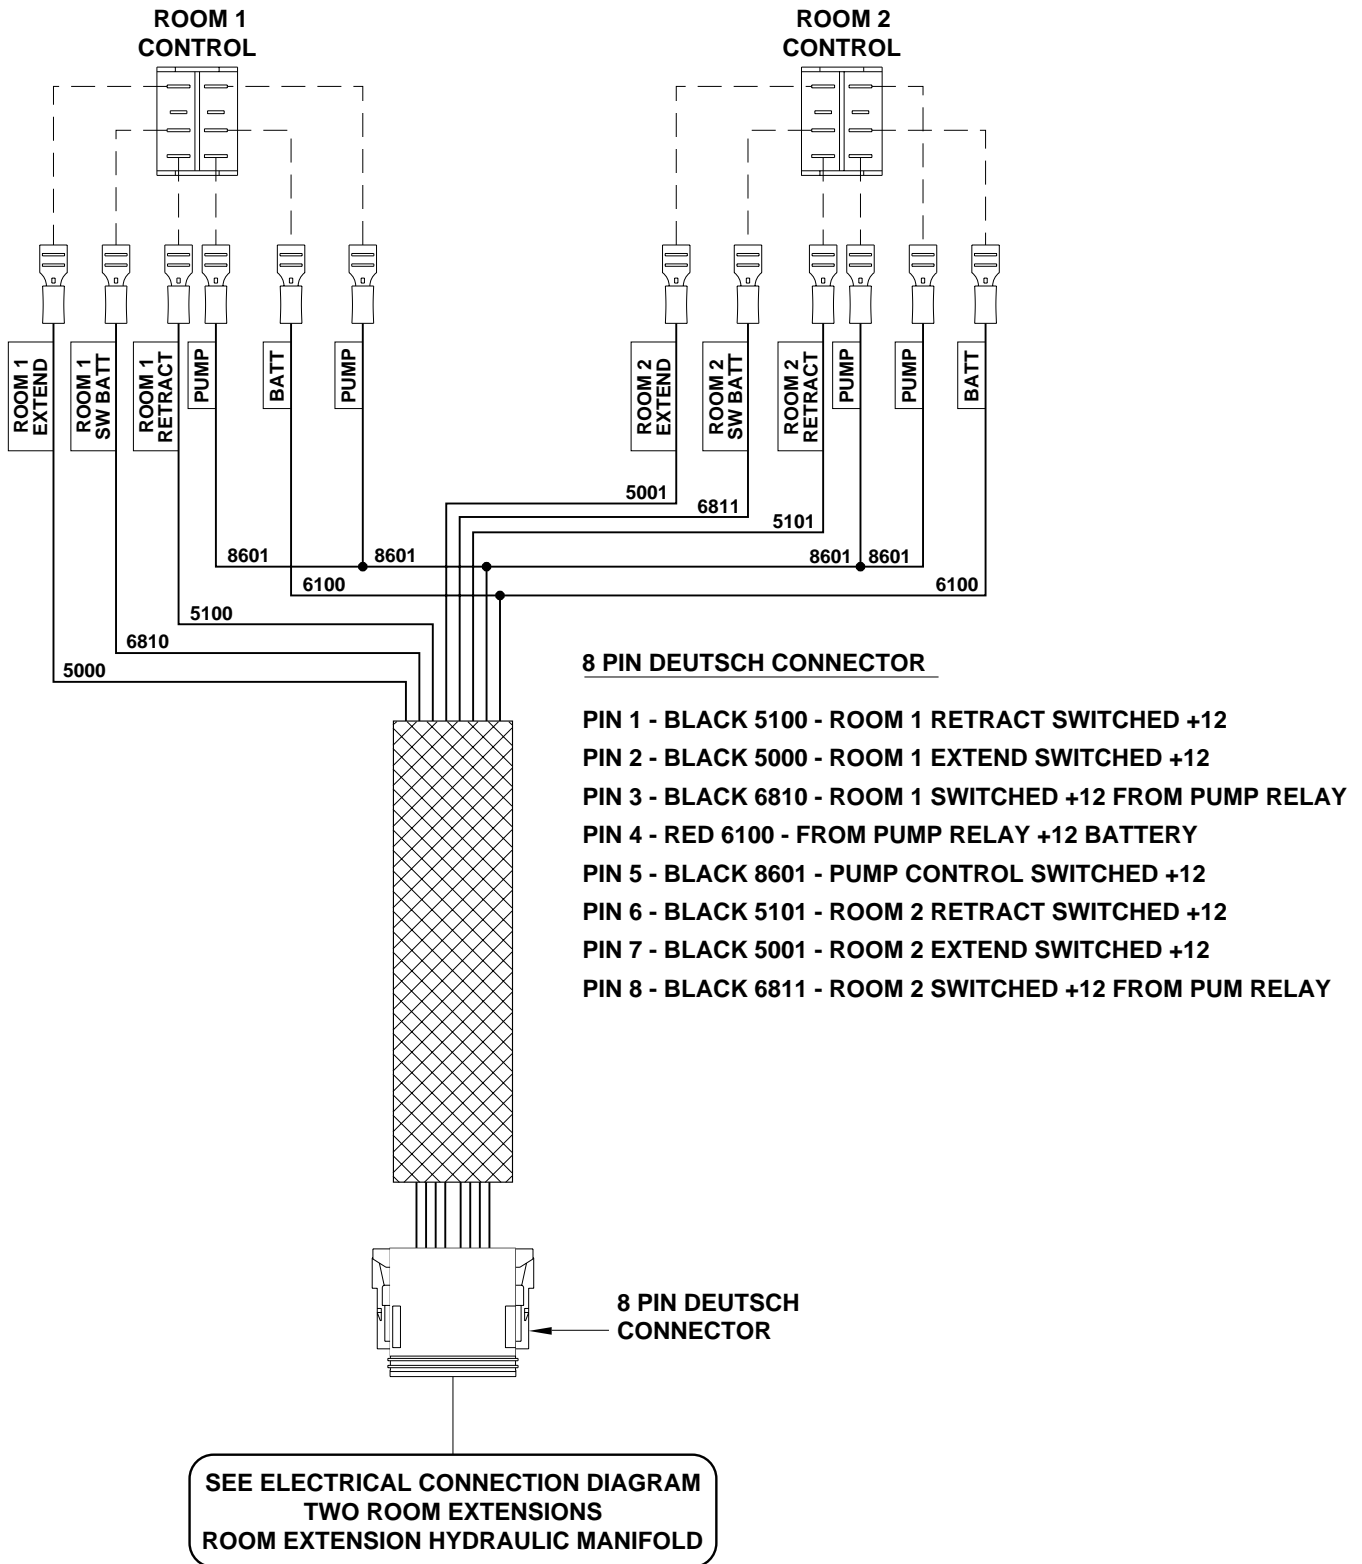 ROOM 1
CONTROL
ROOM 2
CONTROL
ROOM 1
EXTEND
ROOM 1
SW BATT
ROOM 1
RETRACT
PUMP
BATT
PUMP
ROOM 2
EXTEND
ROOM 2
SW BATT
ROOM 2
RETRACT
PUMP
PUMP
BATT
5001
6811
5101
8601
8601
8601
8601
6100
6100
5100
6810
5000
8 PIN DEUTSCH CONNECTOR
PIN 1 - BLACK 5100 - ROOM 1 RETRACT SWITCHED +12
PIN 2 - BLACK 5000 - ROOM 1 EXTEND SWITCHED +12
PIN 3 - BLACK 6810 - ROOM 1 SWITCHED +12 FROM PUMP RELAY
PIN 4 - RED 6100 - FROM PUMP RELAY +12 BATTERY
PIN 5 - BLACK 8601 - PUMP CONTROL SWITCHED +12
PIN 6 - BLACK 5101 - ROOM 2 RETRACT SWITCHED +12
PIN 7 - BLACK 5001 - ROOM 2 EXTEND SWITCHED +12
PIN 8 - BLACK 6811 - ROOM 2 SWITCHED +12 FROM PUM RELAY
8 PIN DEUTSCH
CONNECTOR
SEE ELECTRICAL CONNECTION DIAGRAM
TWO ROOM EXTENSIONS
ROOM EXTENSION HYDRAULIC MANIFOLD